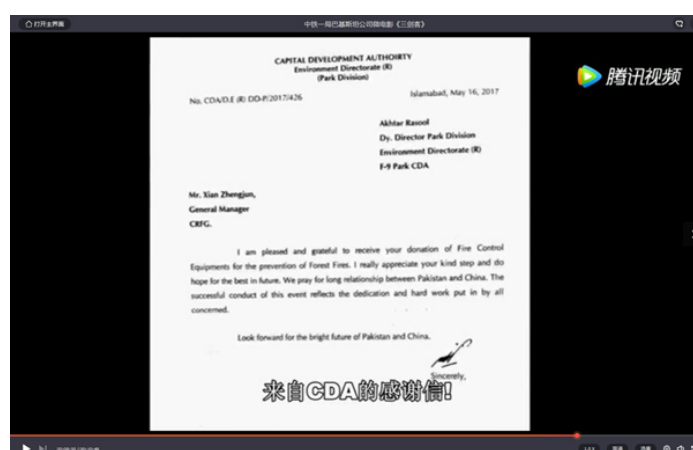 打开主界面
中铁一局巴基斯坦公司微电影《三剑客》
腾讯视频
CAPITAL DEVELOPMENT AUTHOIRTY
Environment Directorate (R)
(Park Division)
No. CDA/D.E (R) DD-P/2017/426
Islamabad, May 16, 2017
Akhtar Rasool
Dy. Director Park Division
Environment Directorate (R)
F-9 Park CDA
Mr. Xian Zhengjun,
General Manager
CRFG.
I am pleased and grateful to receive your donation of Fire Control
Equipments for the prevention of Forest Fires. I really appreciate your kind step and do
hope for the best in future. We pray for long relationship between Pakistan and China. The
successful conduct of this event reflects the dedication and hard work put in by all
concerned.
Look forward for the bright future of Pakistan and China.
Sincerely,
来自CDA的感谢信!